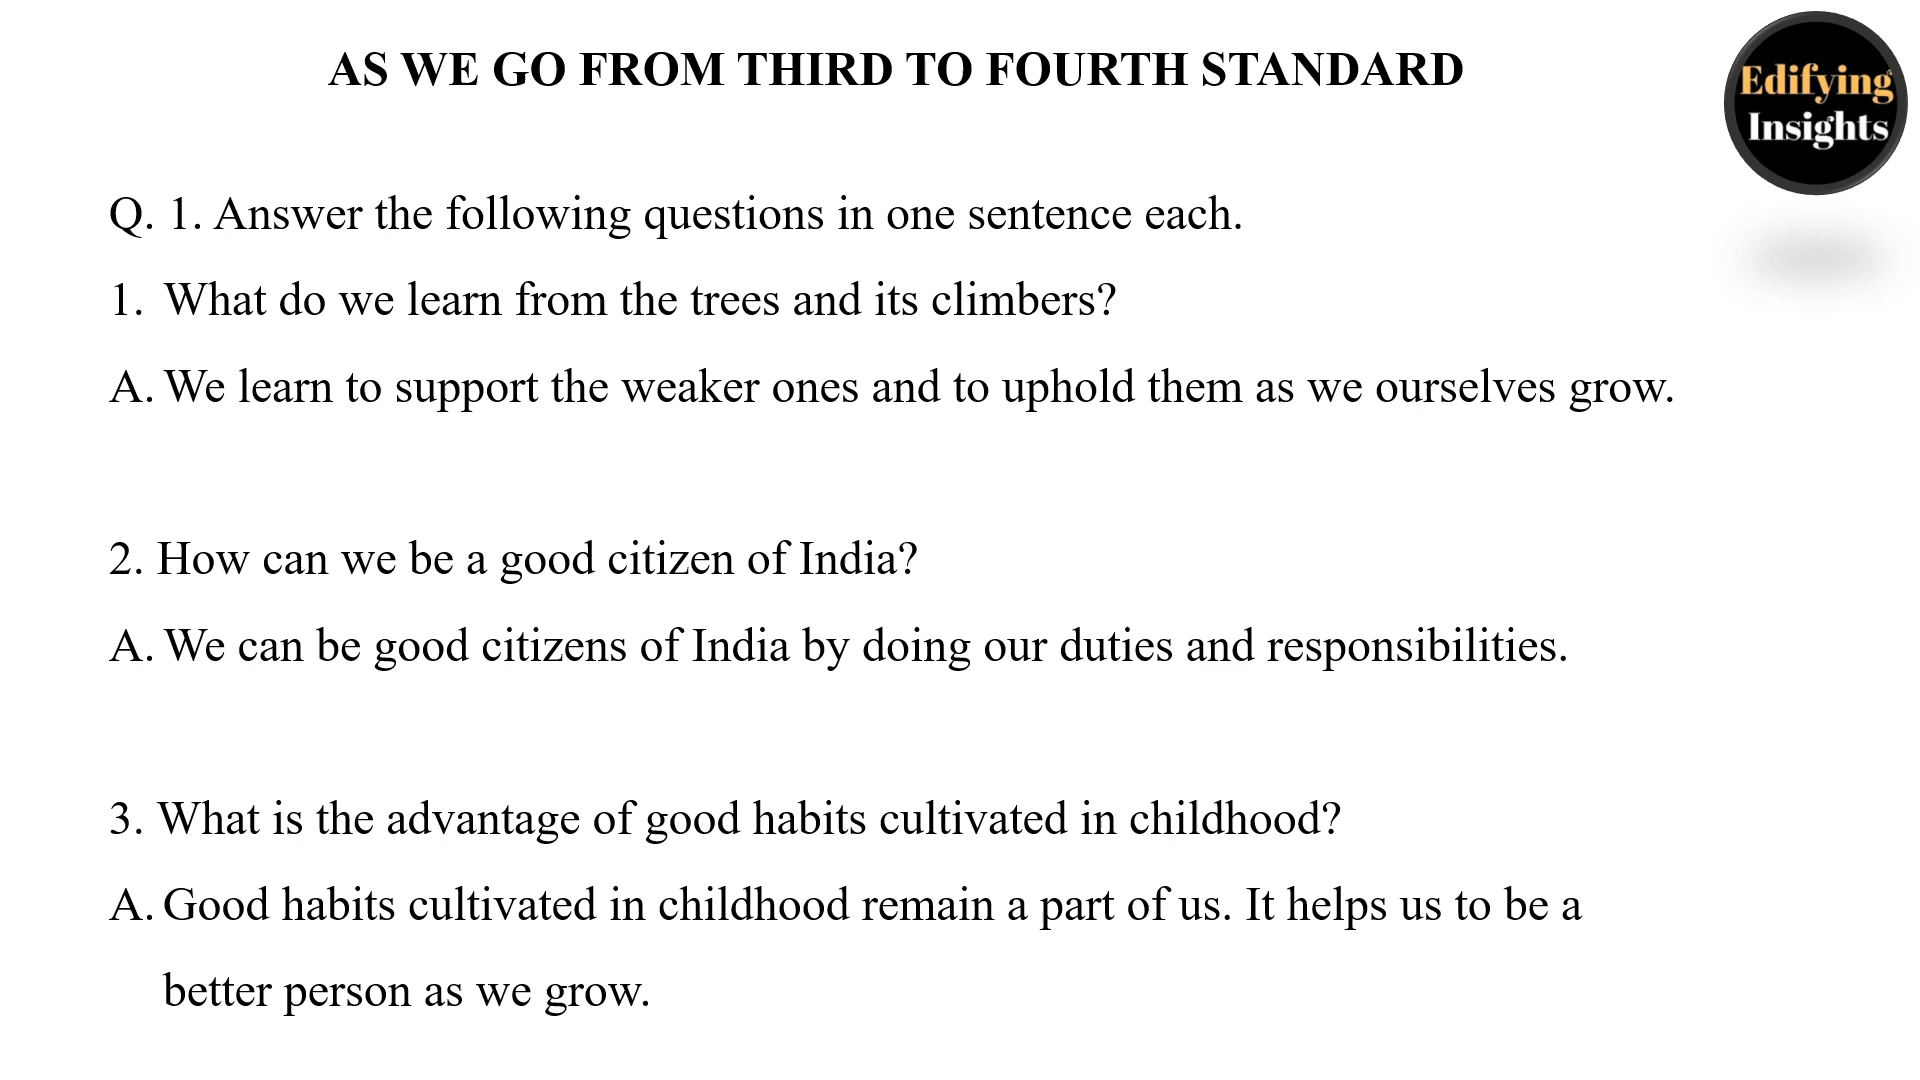 AS WE GO FROM THIRD TO FOURTH STANDARD
Edifying
Insights
Q. 1. Answer the following questions in one sentence each.
1. What do we learn from the trees and its climbers?
A. We learn to support the weaker ones and to uphold them as we ourselves grow.
2. How can we be a good citizen of India?
A. We can be good citizens of India by doing our duties and responsibilities.
3. What is the advantage of good habits cultivated in childhood?
A. Good habits cultivated in childhood remain a part of us. It helps us to be a
better person as we grow.